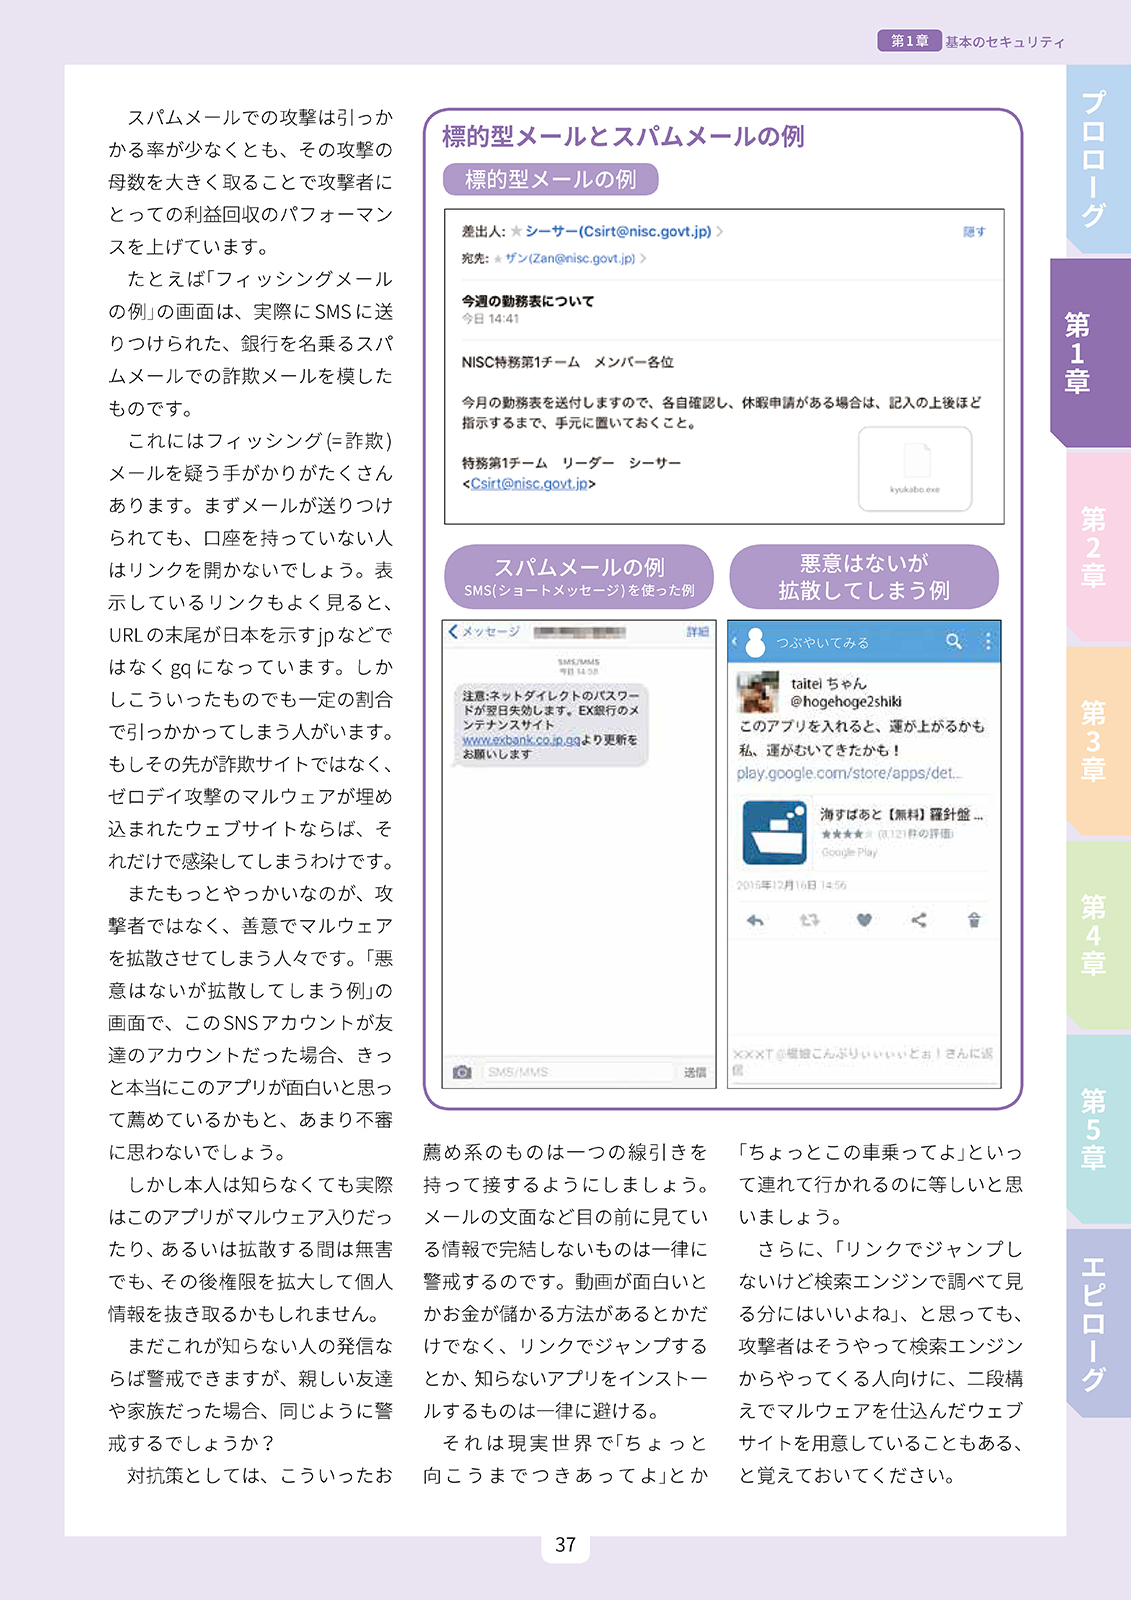 第1章 基本のセキュリティ
スパムメールでの攻撃は引っか
かる率が少なくとも、その攻撃の
母数を大きく取ることで攻撃者に
とっての利益回収のパフォーマン
スを上げています。
たとえば「フィッシングメール
の例」の画面は、実際にSMSに送
りつけられた、銀行を名乗るスパ
ムメールでの詐欺メールを模した
ものです。
これにはフィッシング(=詐欺)
メールを疑う手がかりがたくさん
あります。まずメールが送りつけ
られても、口座を持っていない人
はリンクを開かないでしょう。表
示しているリンクもよく見ると、
URLの末尾が日本を示すjpなどで
はなくgqになっています。しか
しこういったものでも一定の割合
で引っかかってしまう人がいます。
もしその先が詐欺サイトではなく、
ゼロデイ攻撃のマルウェアが埋め
込まれたウェブサイトならば、そ
れだけで感染してしまうわけです。
またもっとやっかいなのが、攻
撃者ではなく、善意でマルウェア
を拡散させてしまう人々です。「悪
意はないが拡散してしまう例」の
画面で、このSNSアカウントが友
達のアカウントだった場合、きっ
と本当にこのアプリが面白いと思っ
て薦めているかもと、あまり不審
に思わないでしょう。
しかし本人は知らなくても実際
はこのアプリがマルウェア入りだっ
たり、あるいは拡散する間は無害
でも、その後権限を拡大して個人
情報を抜き取るかもしれません。
まだこれが知らない人の発信な
らば警戒できますが、親しい友達
や家族だった場合、同じように警
戒するでしょうか？
対抗策としては、こういったお
標的型メールとスパムメールの例
標的型メールの例
差出人: ★シーサー(Csirt@nisc.govt.jp) >
隠す
宛先: ★ザン(Zan@nisc.govt.jp) >
今週の勤務表について
今日 14:41
NISC特務第1チーム　メンバー各位
今月の勤務表を送付しますので、各自確認し、休暇申請がある場合は、記入の上後ほど
指示するまで、手元に置いておくこと。
特務第1チーム　リーダー　シーサー
<Csirt@nisc.govt.jp>
kyukabo.exe
スパムメールの例
SMS(ショートメッセージ)を使った例
メッセージ
詳細
SMS/MMS
今日 14:38
注意:ネットダイレクトのパスワー
ドが翌日失効します。EX銀行のメ
ンテナンスサイト
www.exbank.co.jp.gqより更新を
お願いします
SMS/MMS
送信
悪意はないが
拡散してしまう例
つぶやいてみる
taitei ちゃん
@hogehoge2shiki
このアプリを入れると、運が上がるかも
私、運がむいてきたかも！
play.google.com/store/apps/det...
海すぱあと【無料】羅針盤 ...
★★★★★ (8,121件の評価)
Google Play
2015年12月16日 14:56
薦め系のものは一つの線引きを
持って接するようにしましょう。
メールの文面など目の前に見てい
る情報で完結しないものは一律に
警戒するのです。動画が面白いと
かお金が儲かる方法があるとかだ
けでなく、リンクでジャンプする
とか、知らないアプリをインストー
ルするものは一律に避ける。
それは現実世界で「ちょっと
向こうまでつきあってよ」とか
「ちょっとこの車乗ってよ」といっ
て連れて行かれるのに等しいと思
いましょう。
さらに、「リンクでジャンプし
ないけど検索エンジンで調べて見
る分にはいいよね」、と思っても、
攻撃者はそうやって検索エンジン
からやってくる人向けに、二段構
えでマルウェアを仕込んだウェブ
サイトを用意していることもある、
と覚えておいてください。
プロローグ
第1章
第2章
第3章
第4章
第5章
エピローグ
37